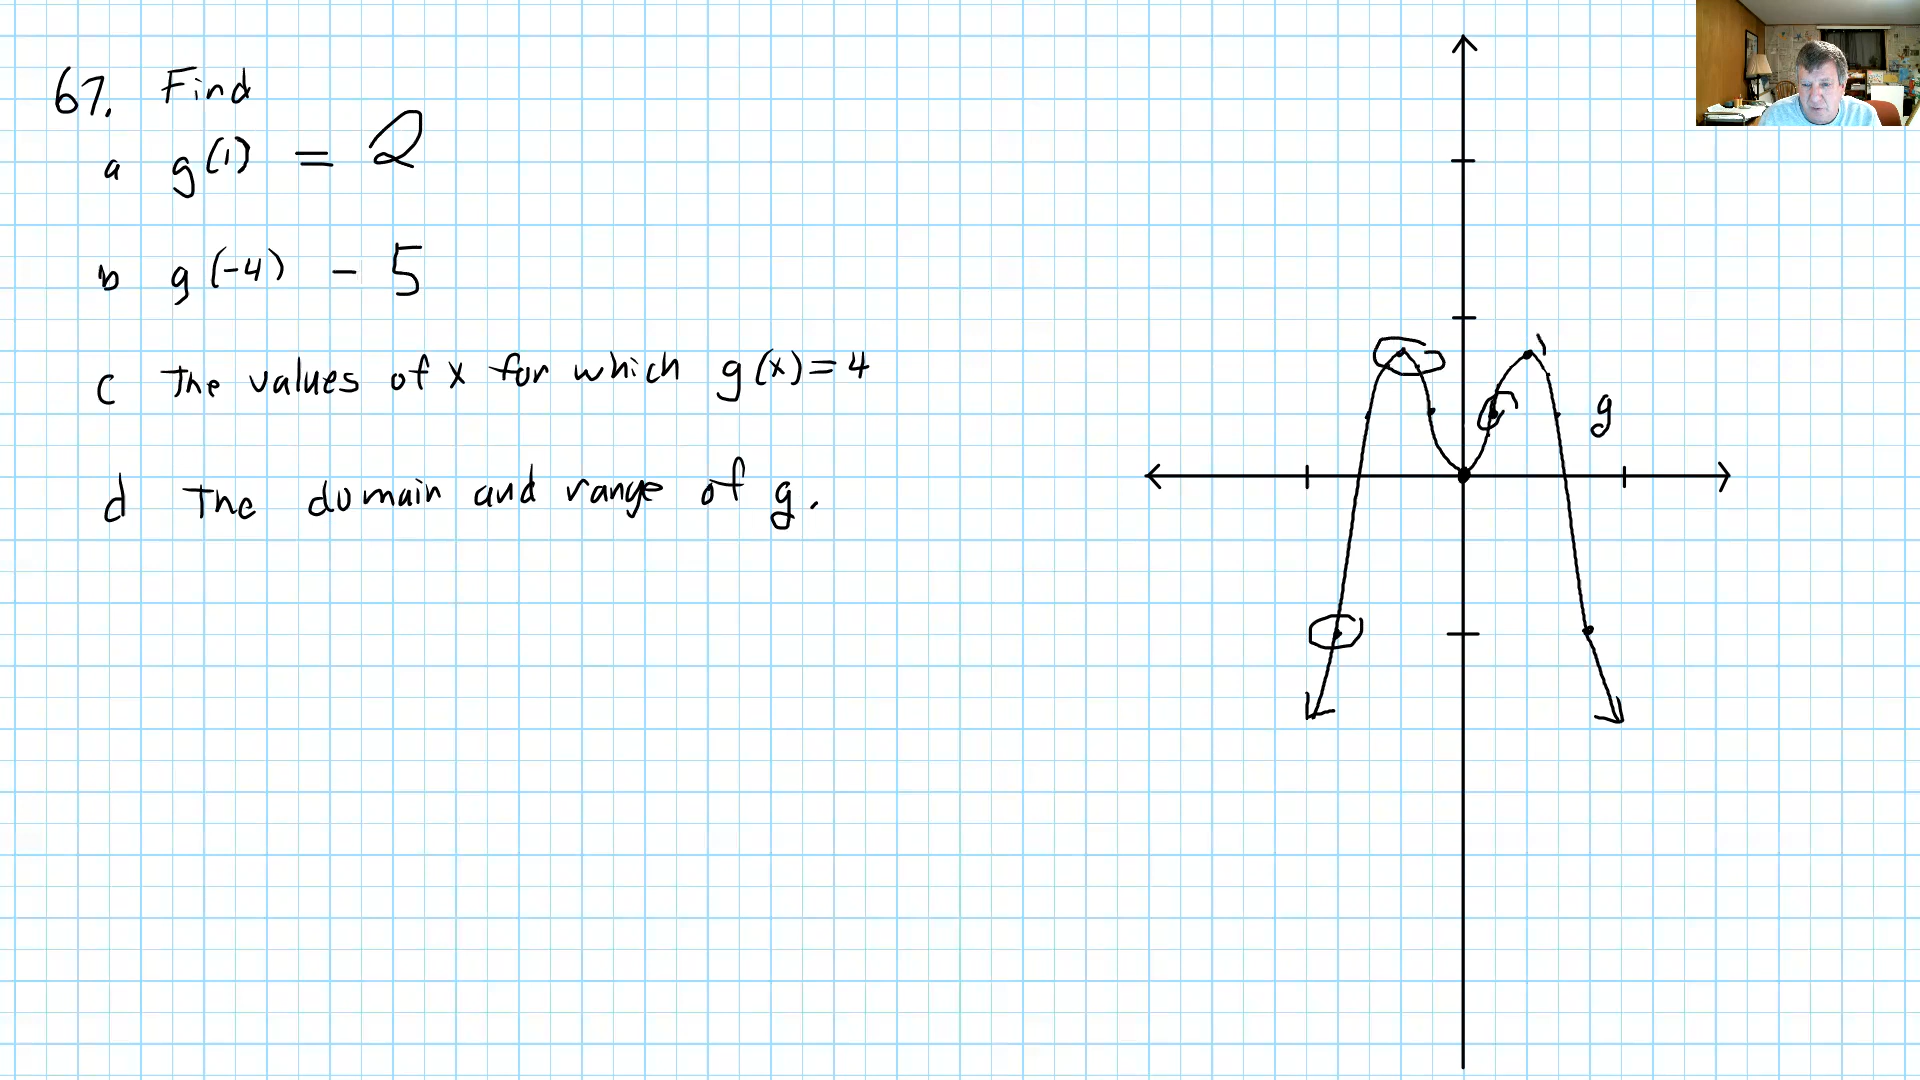 67. Find
a g(1) = 2
b g(-4) - 5
c The values of x for which g(x)=4
d The domain and range of g.
g